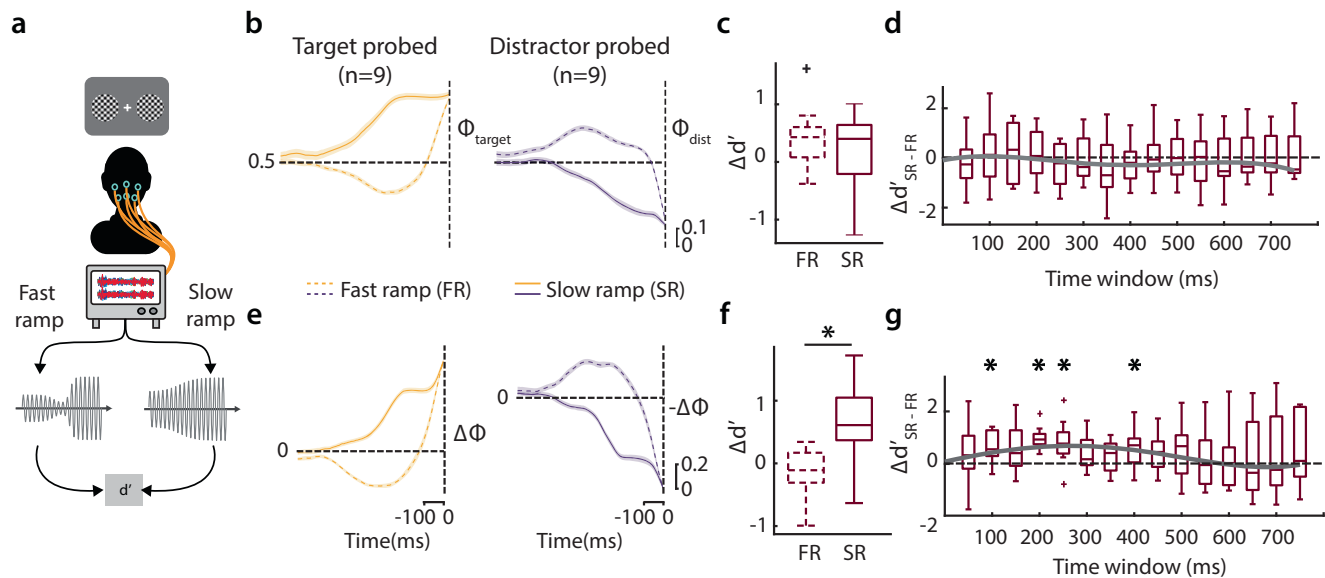 a
Fast
ramp
Slow
ramp
d'
b
Target probed
(n=9)
Distractor probed
(n=9)
0.5
Φtarget
Φdist
0.1
0
Fast ramp (FR)
Slow ramp (SR)
c
+
Δd'
1
0
-1
FR SR
d
Δd'SR - FR
2
0
-2
100 200 300 400 500 600 700
Time window (ms)
e
0
ΔΦ
0
-ΔΦ
0.2
0
-100 0
-100 0
Time(ms)
Time(ms)
f
*
Δd'
1
0
-1
FR SR
g
* * * *
Δd'SR - FR
2
0
-2
100 200 300 400 500 600 700
Time window (ms)